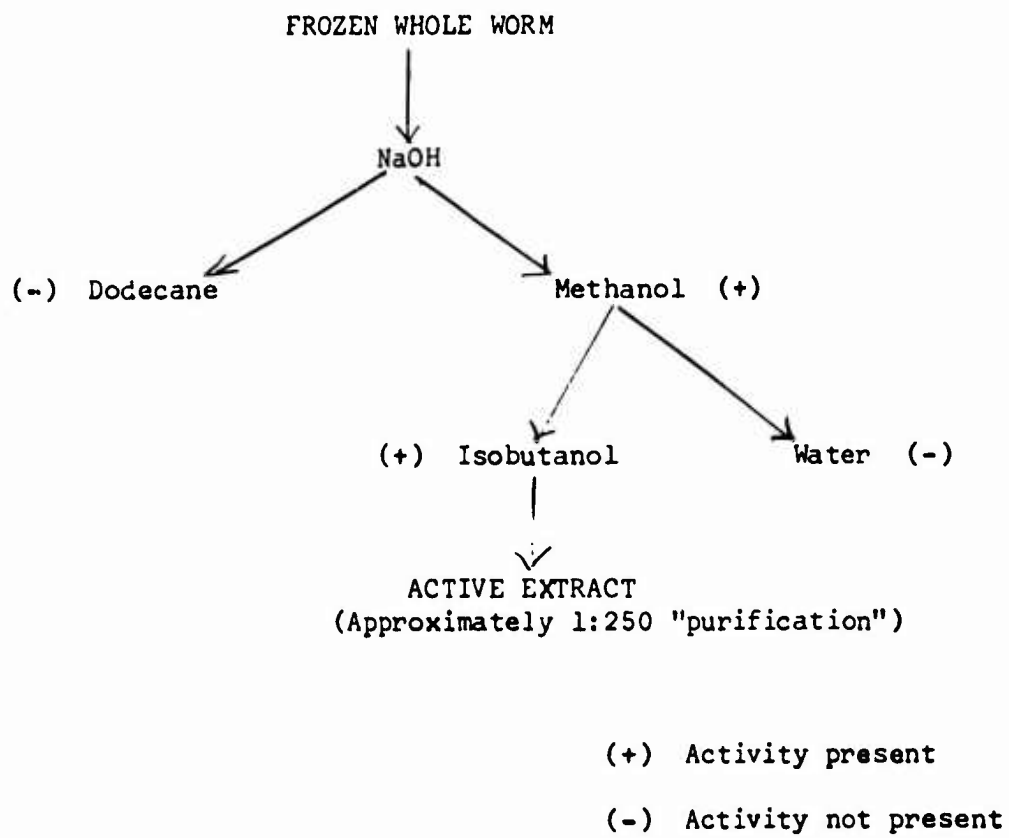 FROZEN WHOLE WORM
NaOH
(-) Dodecane
Methanol (+)
(+) Isobutanol
Water (-)
ACTIVE EXTRACT
(Approximately 1:250 "purification")
(+) Activity present
(-) Activity not present